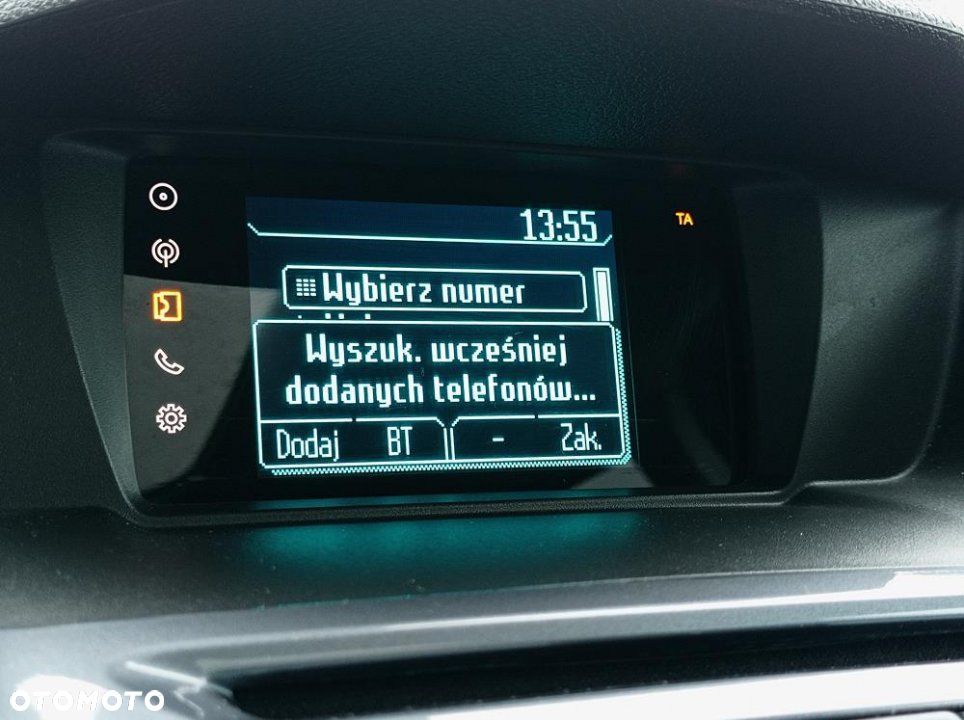 13:55
TA
Wybierz numer
Wyszuk. wcześniej
dodanych telefonów...
Dodaj BT - Zak.
OTOMOTO